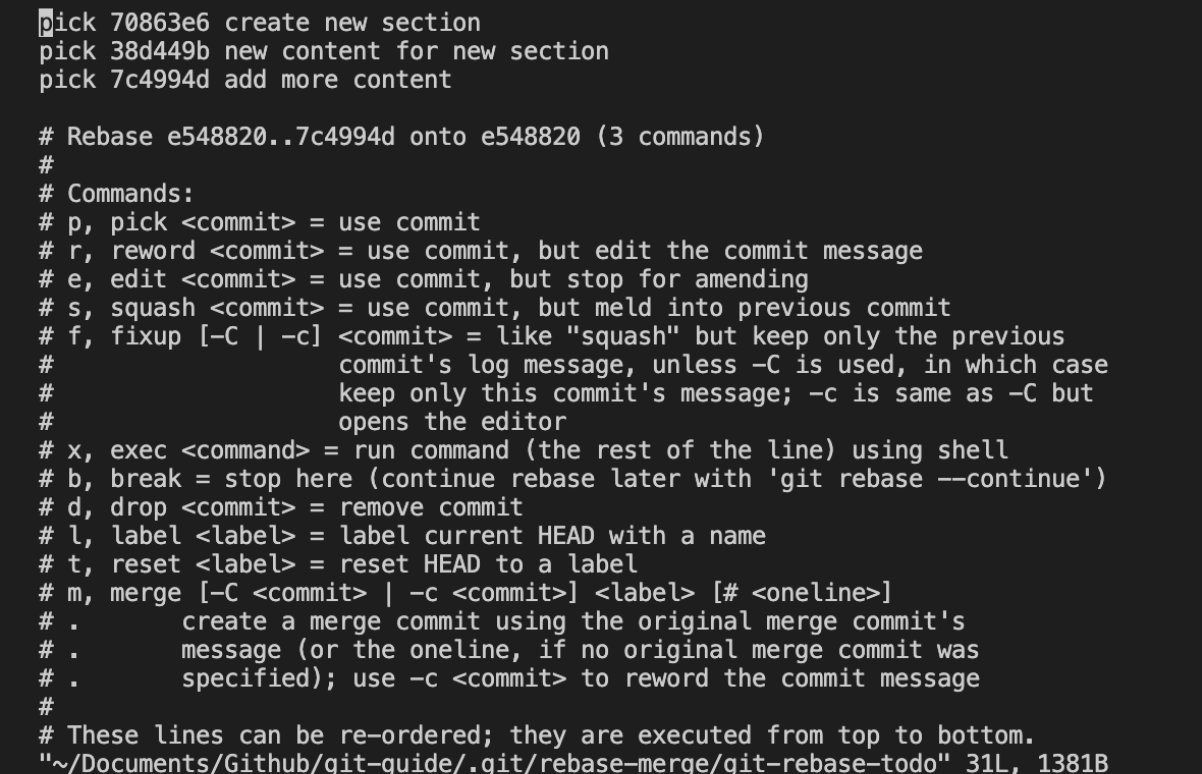 pick 70863e6 create new section
pick 38d449b new content for new section
pick 7c4994d add more content
# Rebase e548820..7c4994d onto e548820 (3 commands)
#
# Commands:
# p, pick <commit> = use commit
# r, reword <commit> = use commit, but edit the commit message
# e, edit <commit> = use commit, but stop for amending
# s, squash <commit> = use commit, but meld into previous commit
# f, fixup [-C | -c] <commit> = like "squash" but keep only the previous
#                    commit's log message, unless -C is used, in which case
#                    keep only this commit's message; -c is same as -C but
#                    opens the editor
# x, exec <command> = run command (the rest of the line) using shell
# b, break = stop here (continue rebase later with 'git rebase --continue')
# d, drop <commit> = remove commit
# l, label <label> = label current HEAD with a name
# t, reset <label> = reset HEAD to a label
# m, merge [-C <commit> | -c <commit>] <label> [# <oneline>]
# .       create a merge commit using the original merge commit's
# .       message (or the oneline, if no original merge commit was
# .       specified); use -c <commit> to reword the commit message
#
# These lines can be re-ordered; they are executed from top to bottom.
"~/Documents/Github/git-guide/.git/rebase-merge/git-rebase-todo" 31L, 1381B